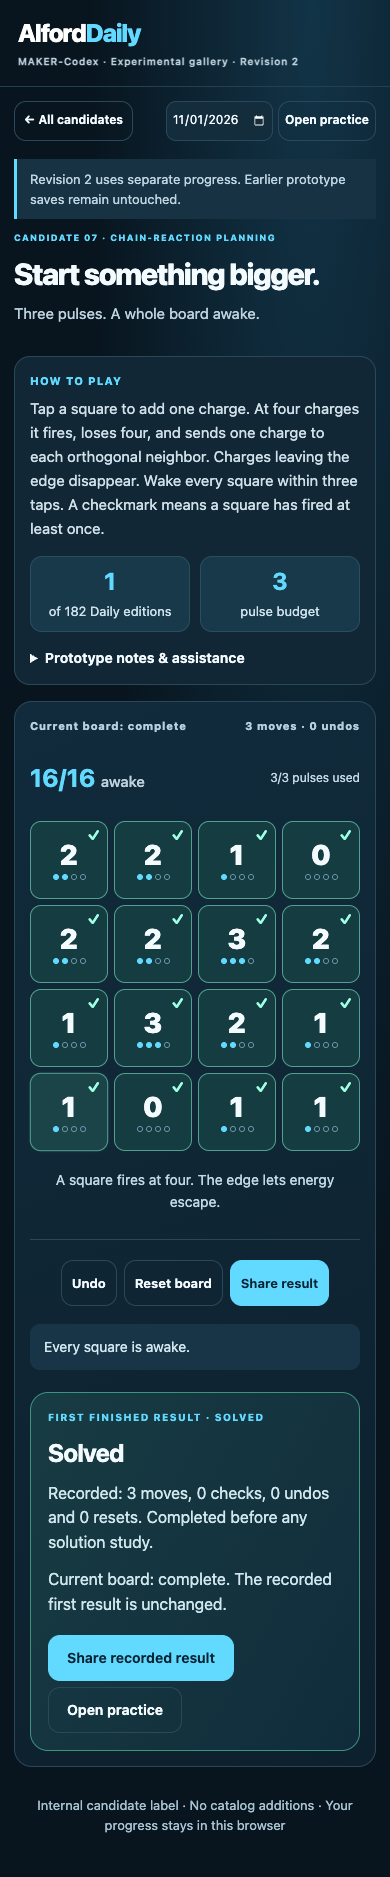 AlfordDaily
MAKER-Codex · Experimental gallery · Revision 2
← All candidates
11/01/2026
Open practice
Revision 2 uses separate progress. Earlier prototype
saves remain untouched.
CANDIDATE 07 · CHAIN-REACTION PLANNING
Start something bigger.
Three pulses. A whole board awake.
HOW TO PLAY
Tap a square to add one charge. At four charges
it fires, loses four, and sends one charge to
each orthogonal neighbor. Charges leaving the
edge disappear. Wake every square within three
taps. A checkmark means a square has fired at
least once.
1
of 182 Daily editions
3
pulse budget
▶ Prototype notes & assistance
Current board: complete
3 moves · 0 undos
16/16 awake
3/3 pulses used
2 2 1 0
2 2 3 2
1 3 2 1
1 0 1 1
A square fires at four. The edge lets energy
escape.
Undo
Reset board
Share result
Every square is awake.
FIRST FINISHED RESULT · SOLVED
Solved
Recorded: 3 moves, 0 checks, 0 undos
and 0 resets. Completed before any
solution study.
Current board: complete. The recorded
first result is unchanged.
Share recorded result
Open practice
Internal candidate label · No catalog additions · Your
progress stays in this browser